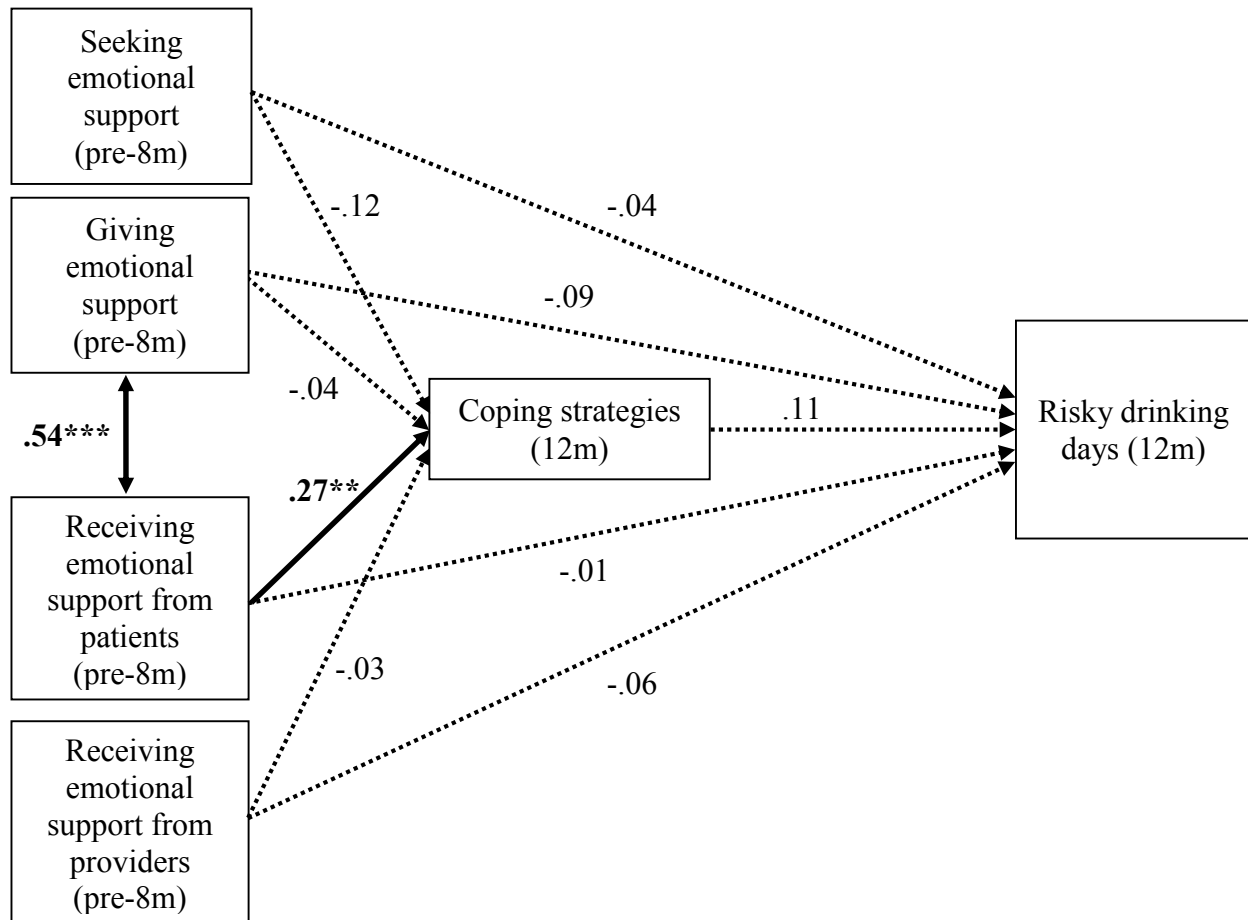 Seeking
emotional
support
(pre-8m)
-.12
-.04
Giving
emotional
support
(pre-8m)
-.09
-.04
.54***
Coping strategies
(12m)
.11
Risky drinking
days (12m)
.27**
Receiving
emotional
support from
patients
(pre-8m)
-.01
-.03
-.06
Receiving
emotional
support from
providers
(pre-8m)